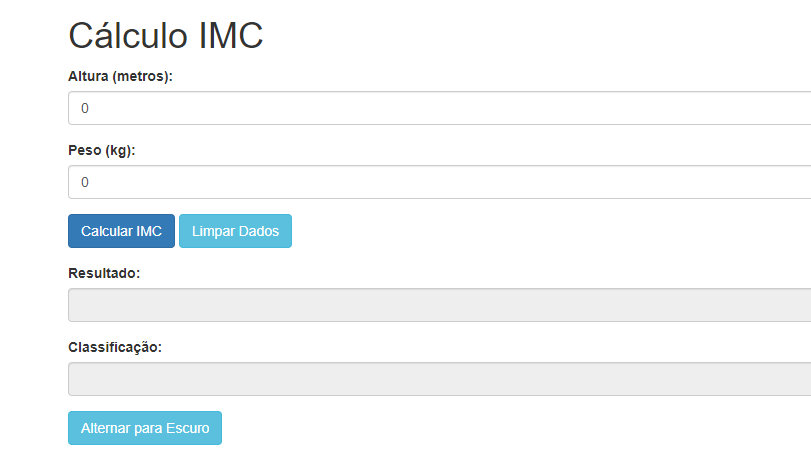 Cálculo IMC
Altura (metros):
0
Peso (kg):
0
Calcular IMC Limpar Dados
Resultado:
Classificação:
Alternar para Escuro